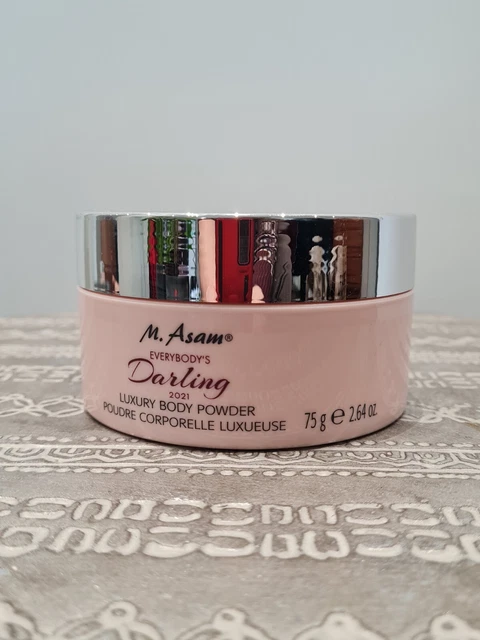 M. Asam®
EVERYBODY'S
Darling
2021
LUXURY BODY POWDER
POUDRE CORPORELLE LUXUEUSE
75 g ℮ 2.64 oz.